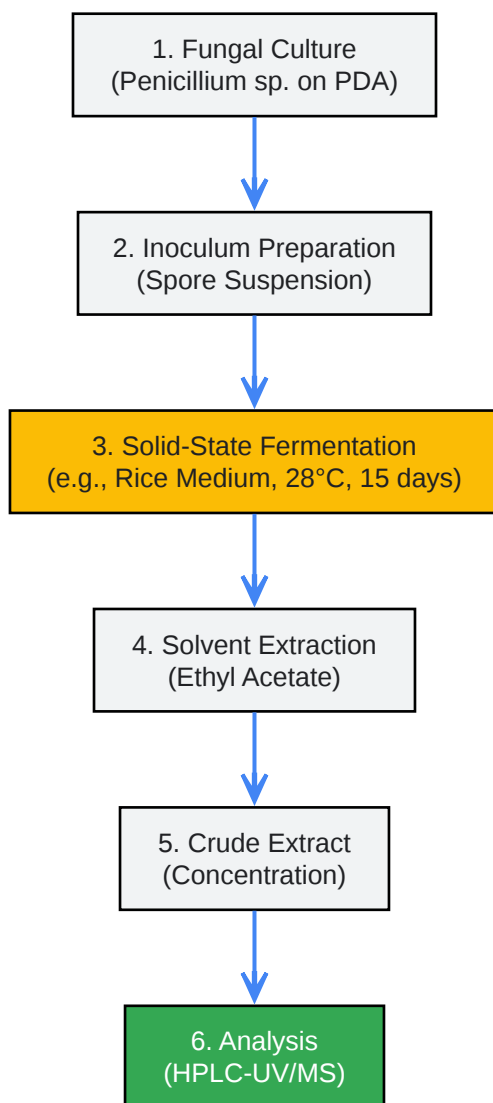 1. Fungal Culture
(Penicillium sp. on PDA)
2. Inoculum Preparation
(Spore Suspension)
3. Solid-State Fermentation
(e.g., Rice Medium, 28°C, 15 days)
4. Solvent Extraction
(Ethyl Acetate)
5. Crude Extract
(Concentration)
6. Analysis
(HPLC-UV/MS)